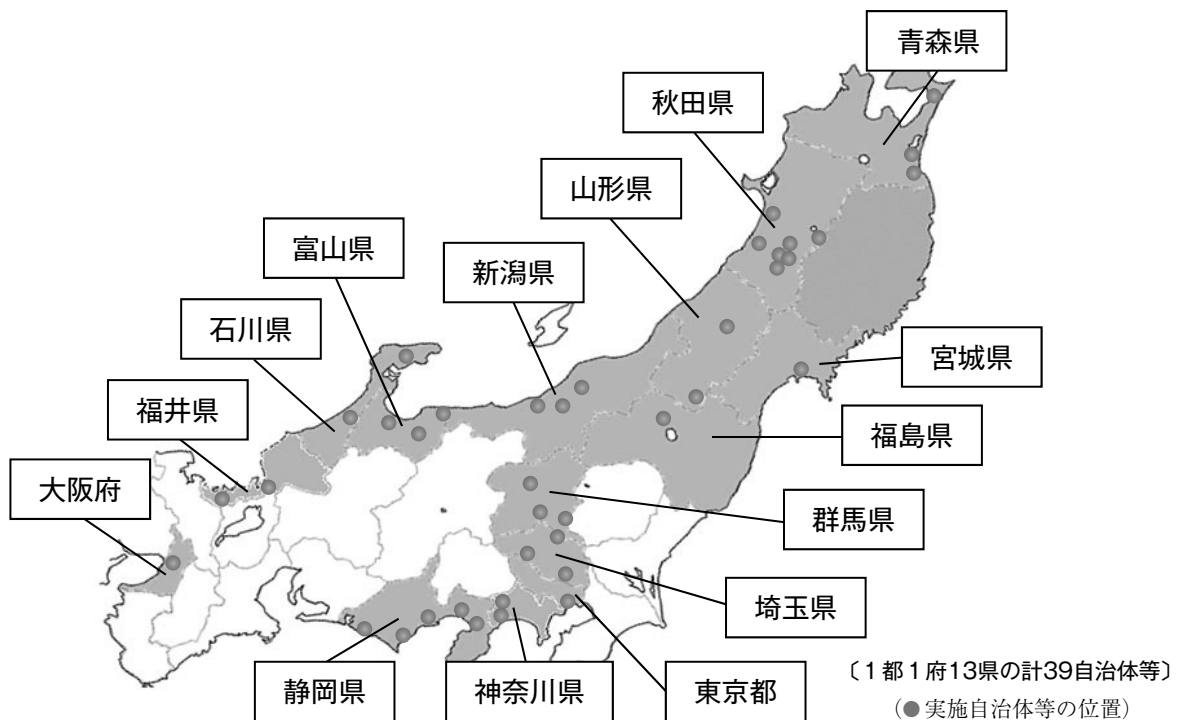 青森県
秋田県
山形県
富山県
新潟県
石川県
宮城県
福井県
福島県
大阪府
群馬県
埼玉県
静岡県
神奈川県
東京都
〔1都1府13県の計39自治体等〕
(●実施自治体等の位置)